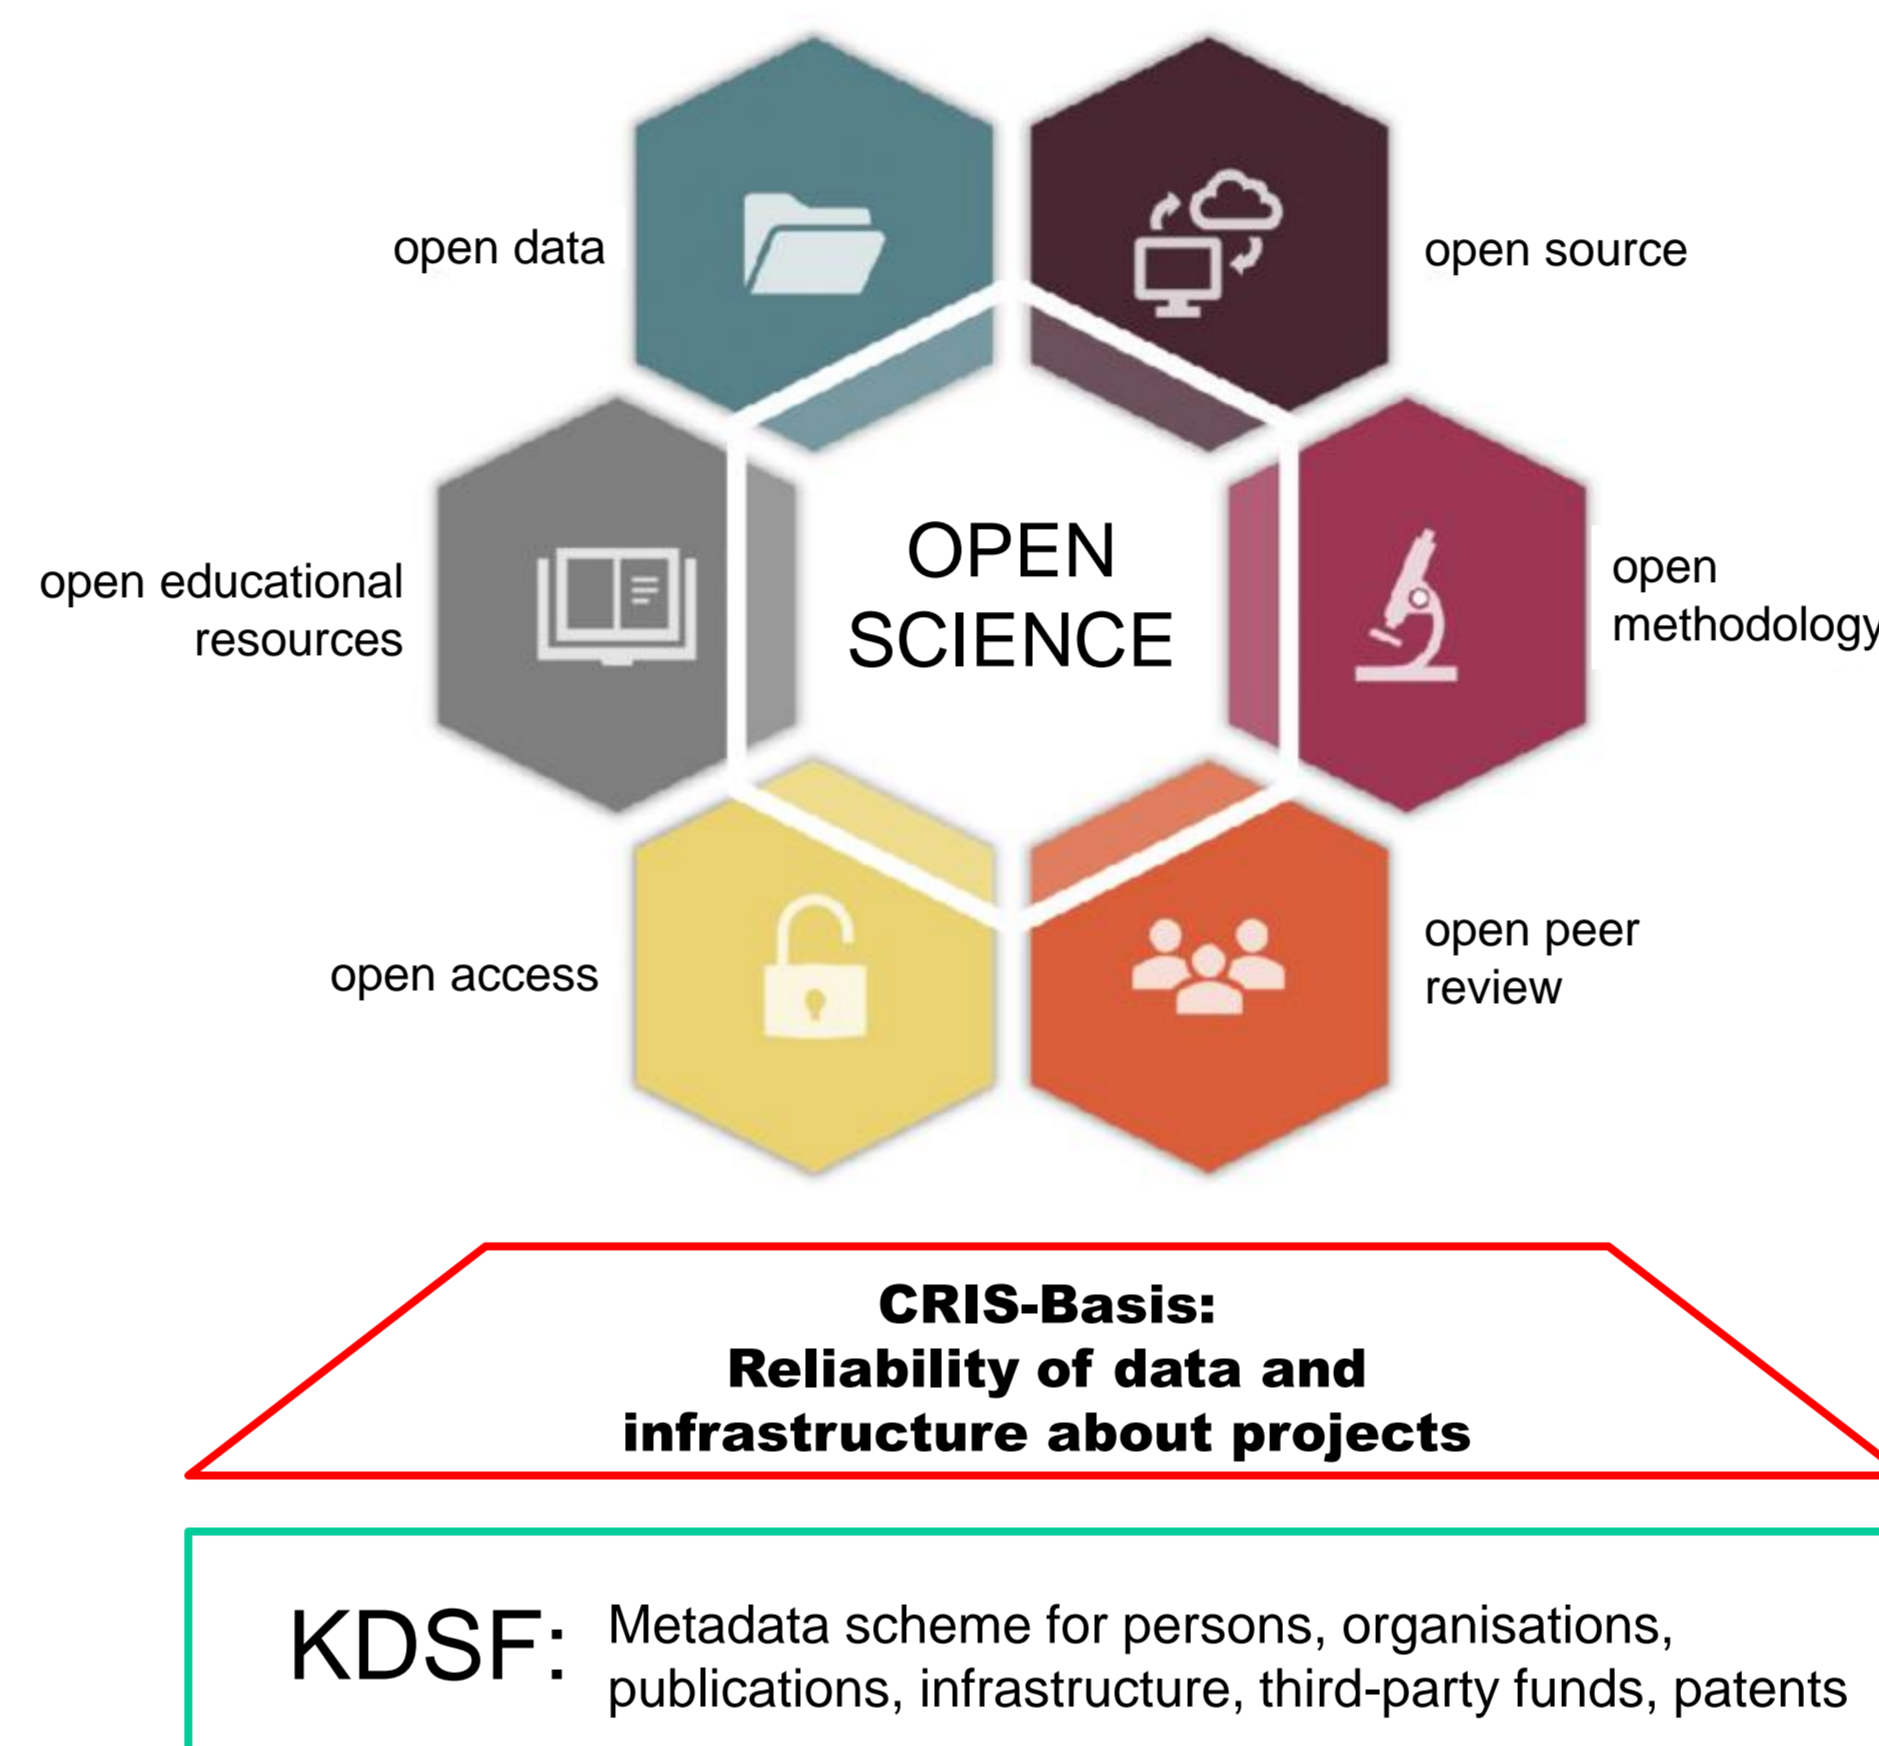 open data
open source
open educational
resources
OPEN
SCIENCE
open
methodology
open access
open peer
review
CRIS-Basis:
Reliability of data and
infrastructure about projects
KDSF:
Metadata scheme for persons, organisations,
publications, infrastructure, third-party funds, patents